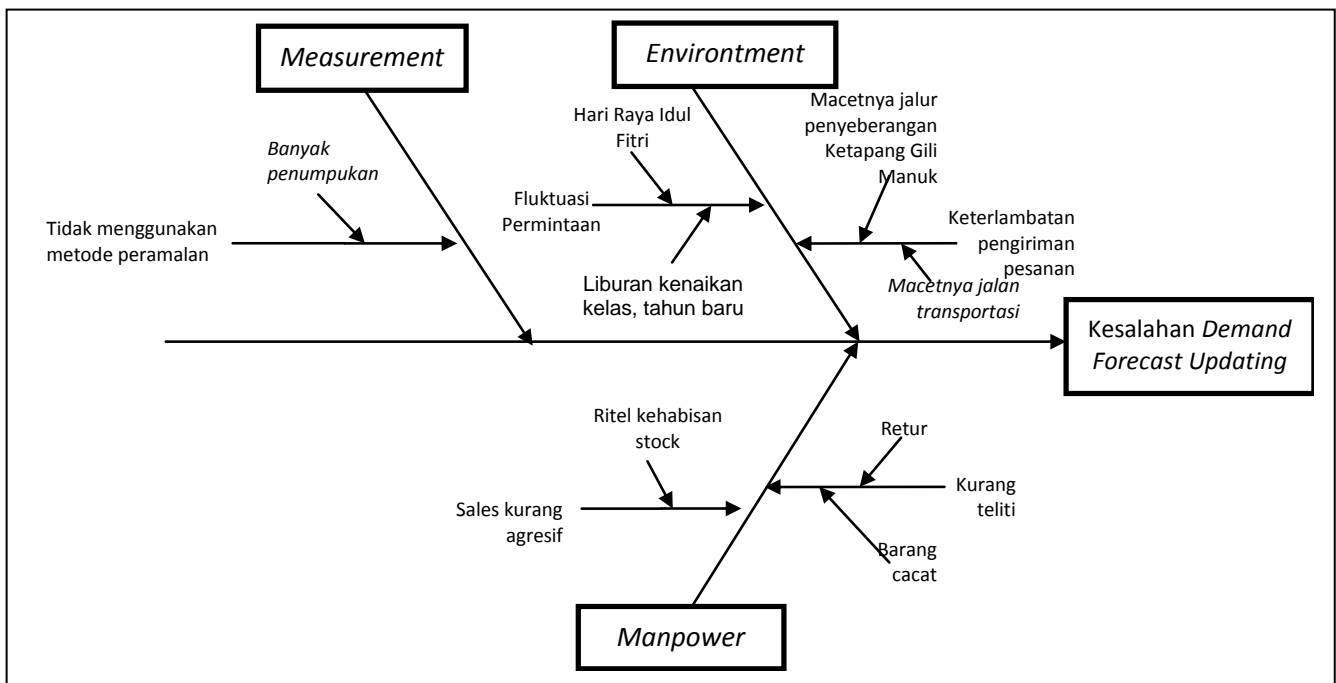 Measurement
Environtment
Hari Raya Idul
Fitri
Macetnya jalur
penyeberangan
Ketapang Gili
Manuk
Banyak
penumpukan
Fluktuasi
Permintaan
Tidak menggunakan
metode peramalan
Keterlambatan
pengiriman
pesanan
Liburan kenaikan
kelas, tahun baru
Macetnya jalan
transportasi
Kesalahan Demand
Forecast Updating
Ritel kehabisan
stock
Retur
Sales kurang
agresif
Kurang
teliti
Barang
cacat
Manpower